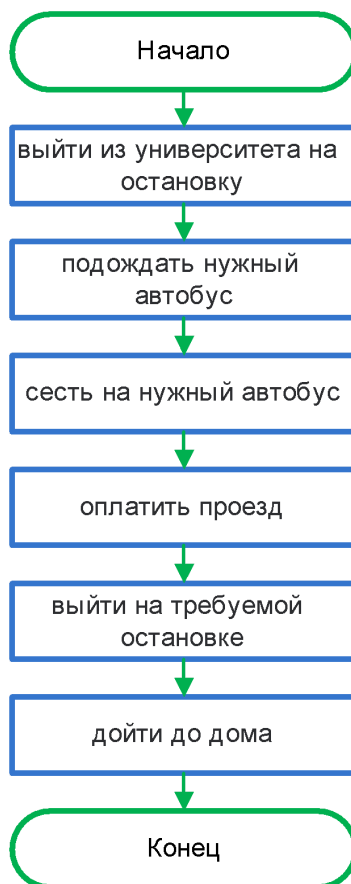 Начало
выйти из университета на
остановку
подождать нужный
автобус
сесть на нужный автобус
оплатить проезд
выйти на требуемой
остановке
дойти до дома
Конец